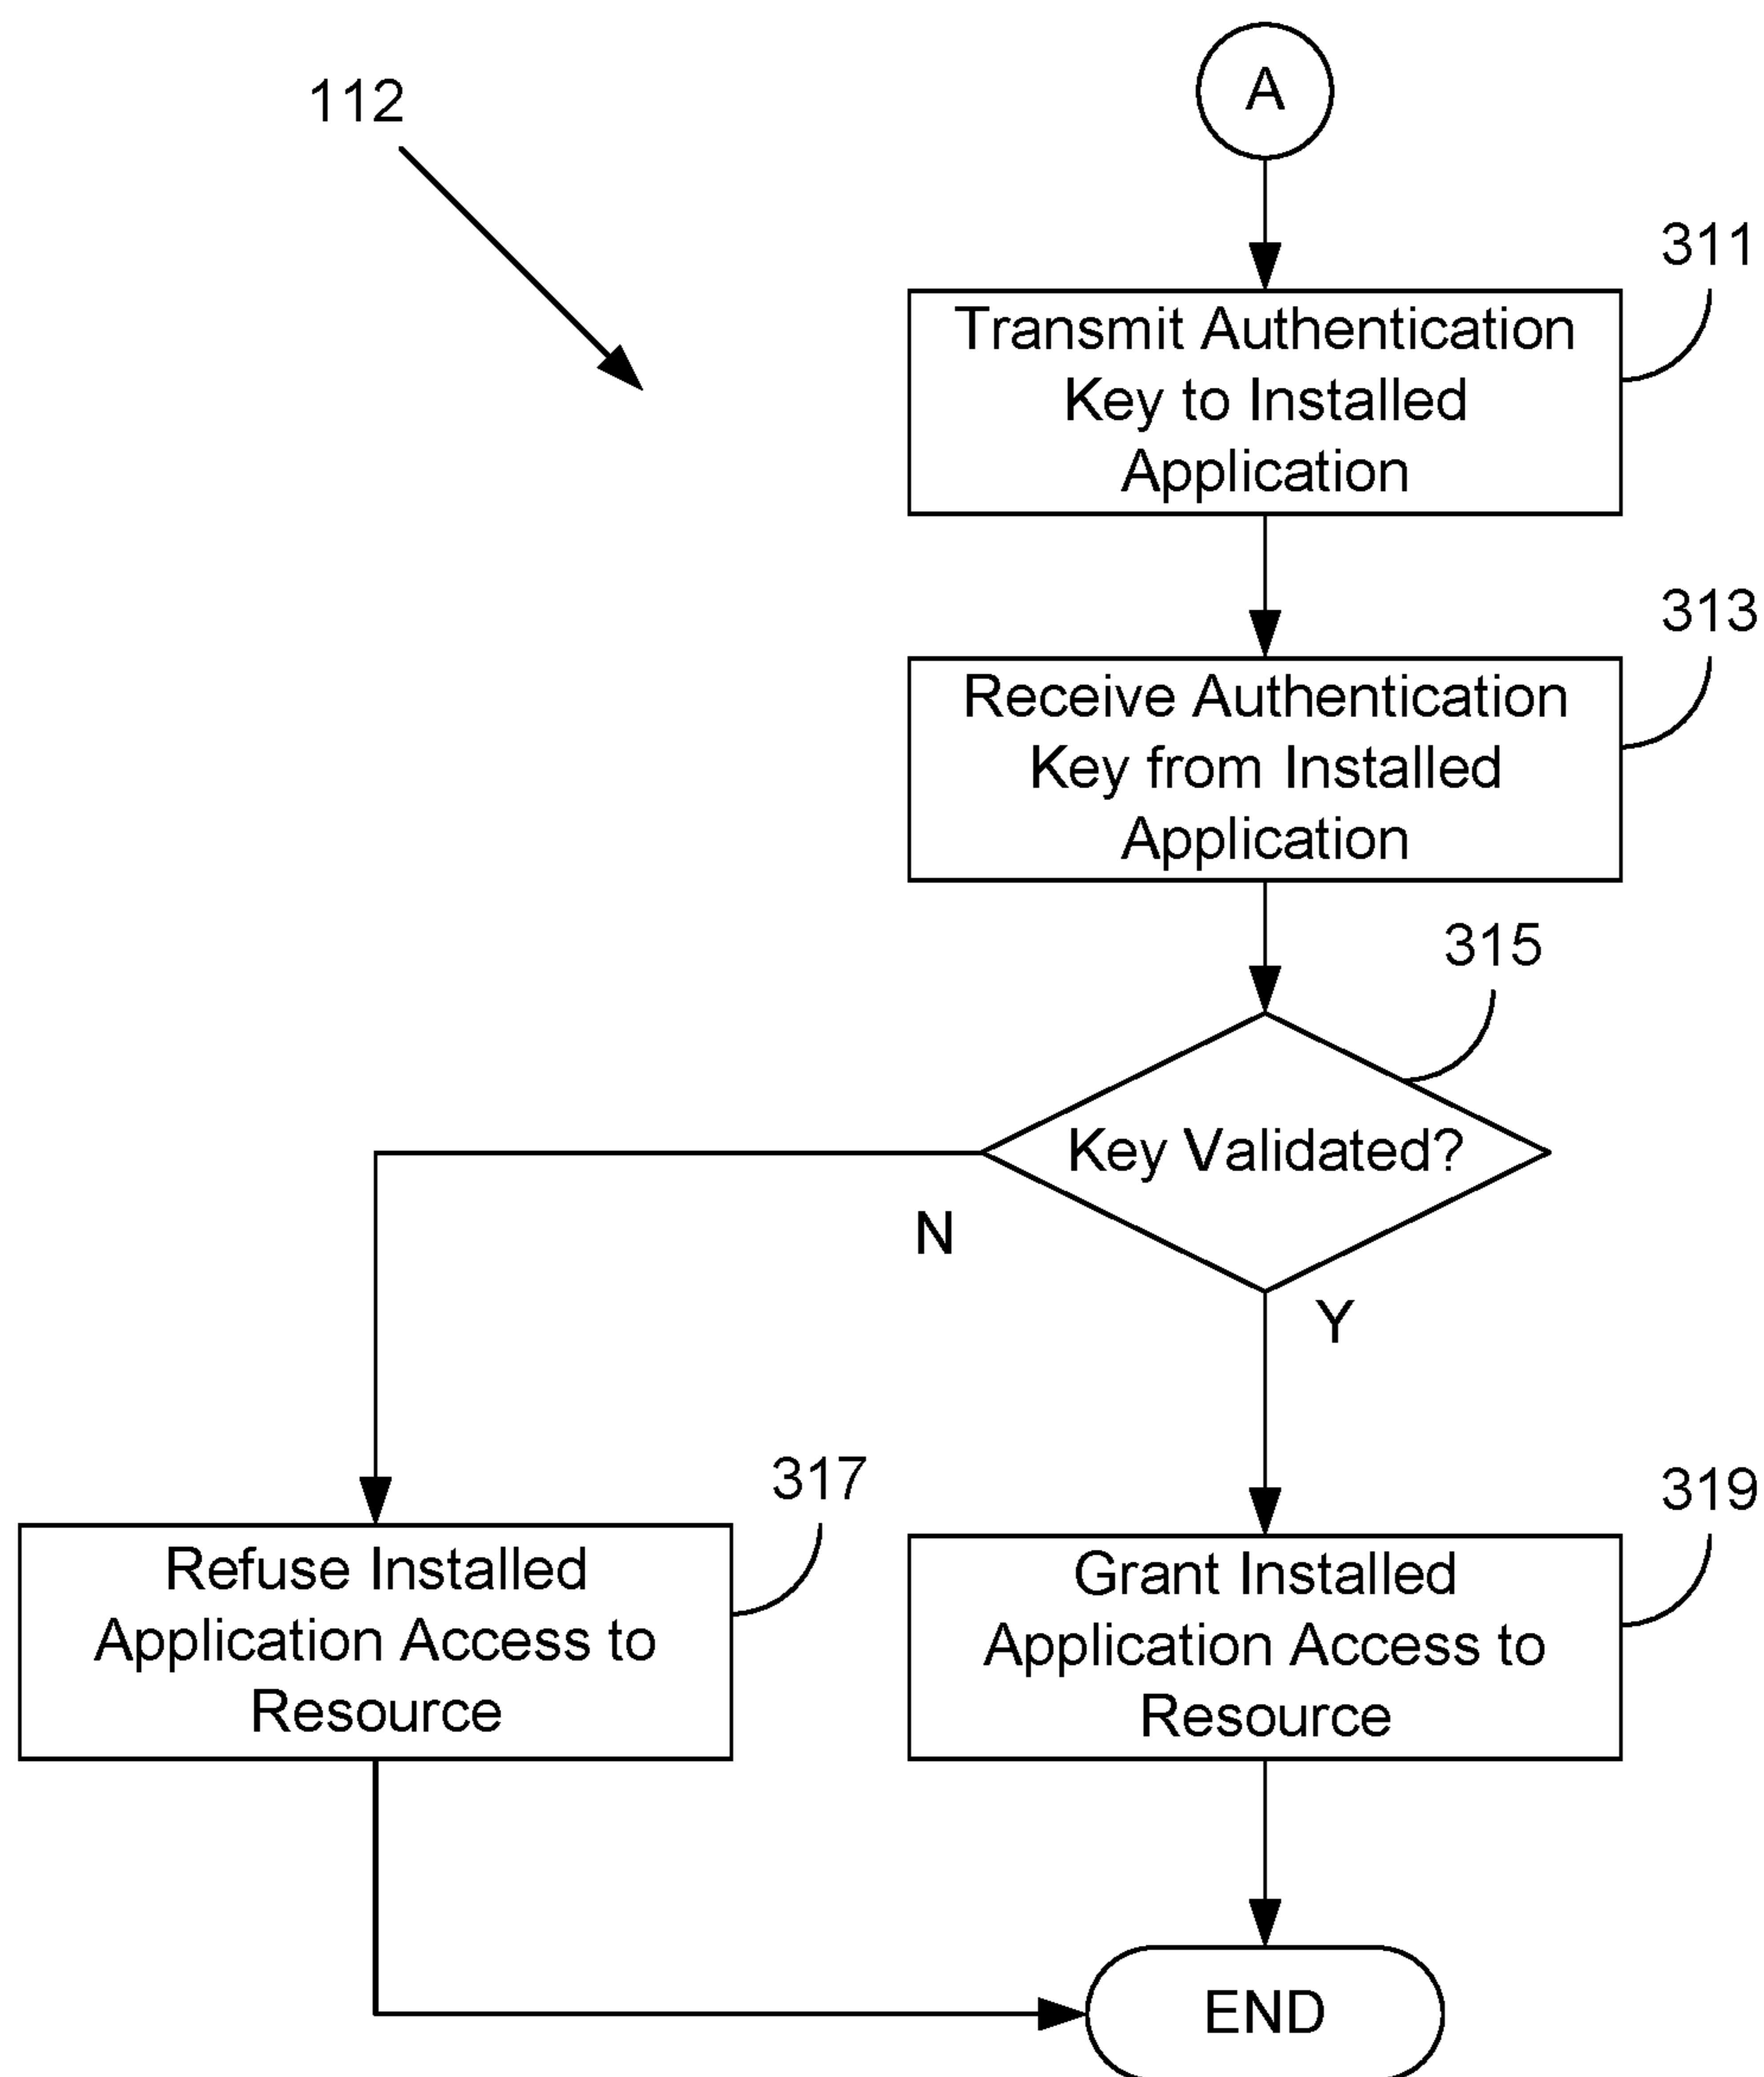 112
A
311
Transmit Authentication
Key to Installed
Application
313
Receive Authentication
Key from Installed
Application
315
Key Validated?
N
Y
317
Refuse Installed
Application Access to
Resource
319
Grant Installed
Application Access to
Resource
END